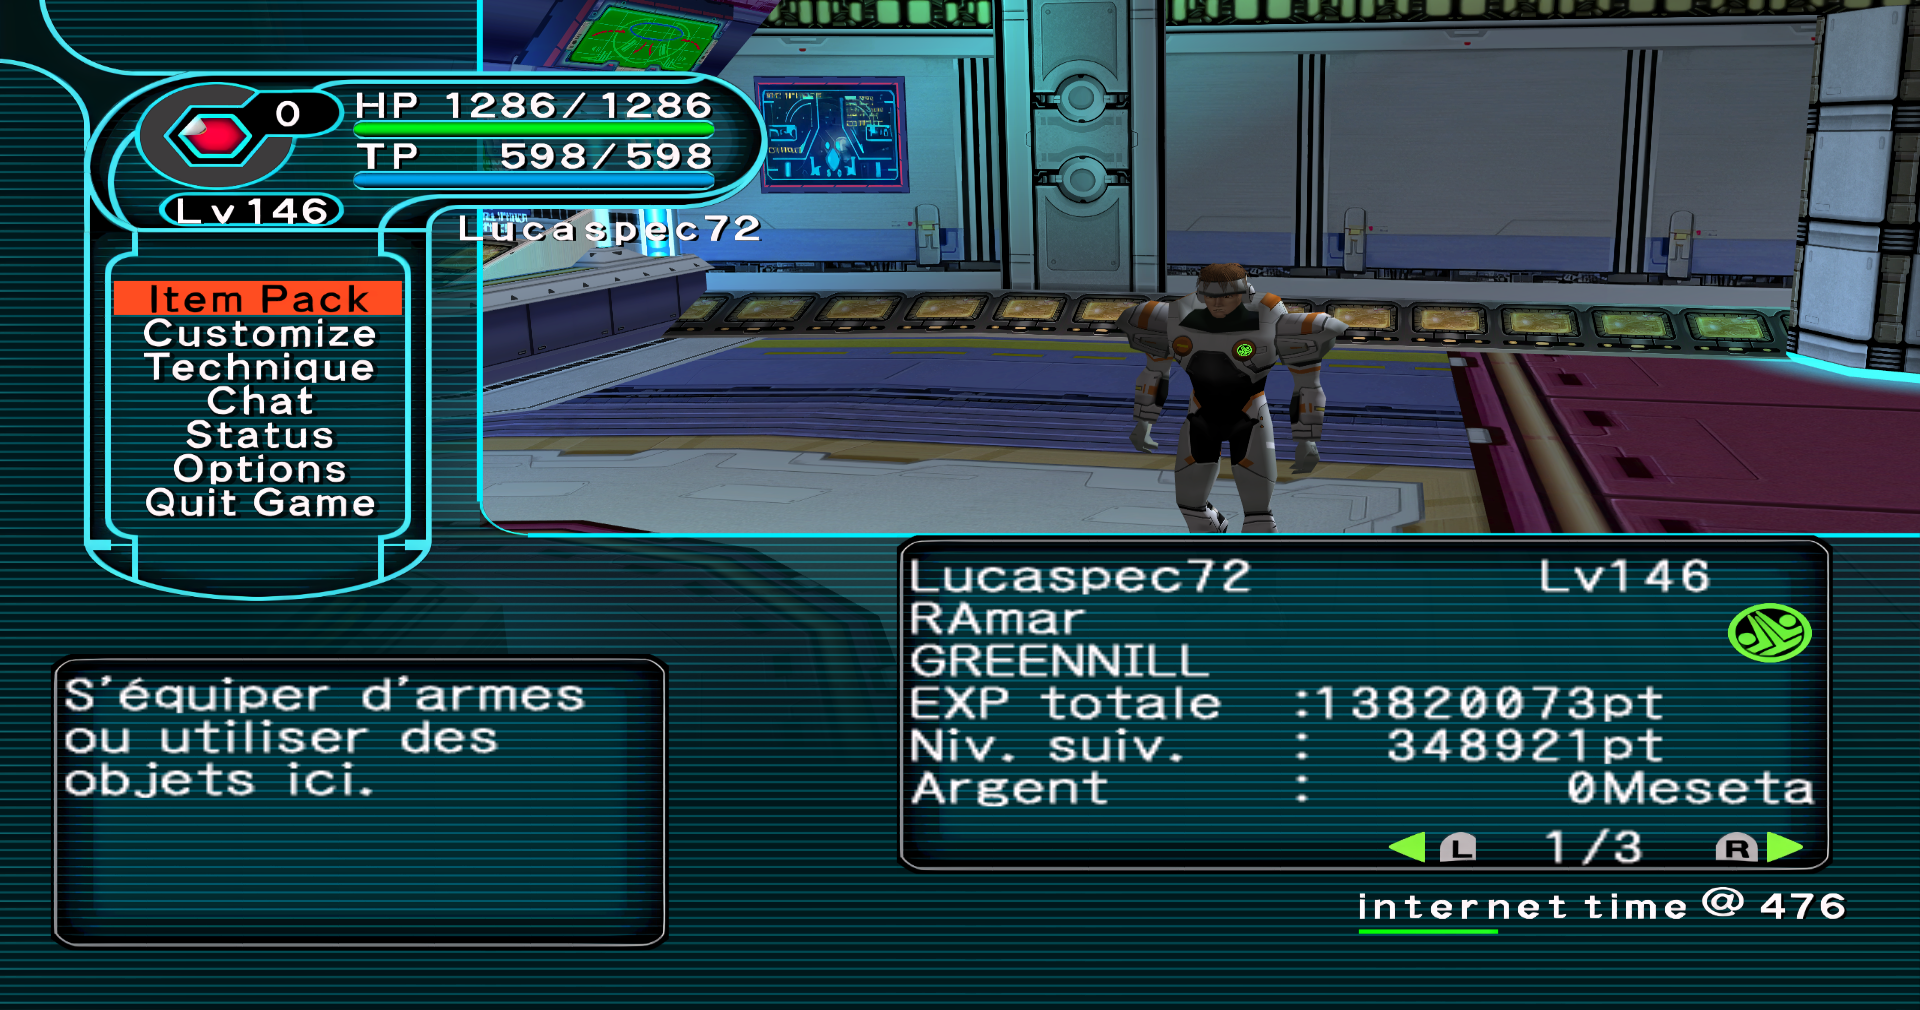 0
HP 1286/1286
TP 598/598
Lv146
Lucaspec72
Item Pack
Customize
Technique
Chat
Status
Options
Quit Game
S'équiper d'armes
ou utiliser des
objets ici.
Lucaspec72 Lv146
RAmar
GREENNILL
EXP totale :13820073pt
Niv. suiv. : 348921pt
Argent : 0Meseta
L 1/3 R
internet time @ 476